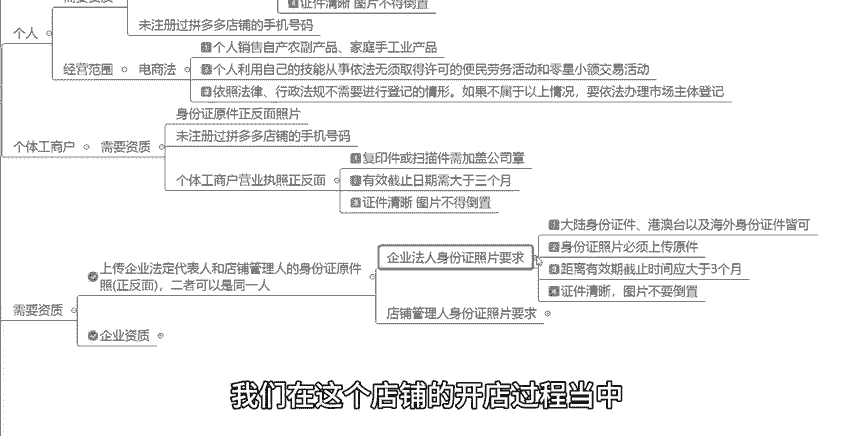 需要资质
证件清晰 图片不得倒置
未注册过拼多多店铺的手机号码
个人
个人销售自产农副产品、家庭手工业产品
经营范围
电商法
个人利用自己的技能从事依法无须取得许可的便民劳务活动和零星小额交易活动
依照法律、行政法规不需要进行登记的情形。如果不属于以上情况，要依法办理市场主体登记
身份证原件正反面照片
个体工商户
需要资质
未注册过拼多多店铺的手机号码
复印件或扫描件需加盖公司章
个体工商户营业执照正反面
有效截止日期需大于三个月
证件清晰 图片不得倒置
大陆身份证件、港澳台以及海外身份证件皆可
企业法人身份证照片要求
身份证照片必须上传原件
上传企业法定代表人和店铺管理人的身份证原件
照(正反面)，二者可以是同一人
距离有效期截止时间应大于3个月
证件清晰，图片不要倒置
需要资质
店铺管理人身份证照片要求
企业资质
我们在这个店铺的开店过程当中